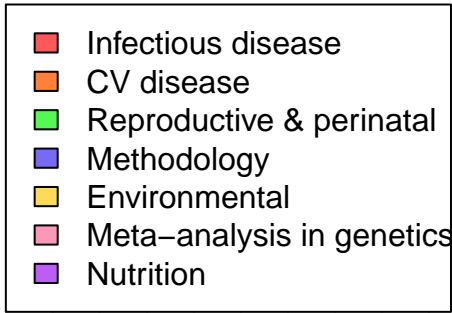 Infectious disease
CV disease
Reproductive & perinatal
Methodology
Environmental
Meta−analysis in genetics
Nutrition